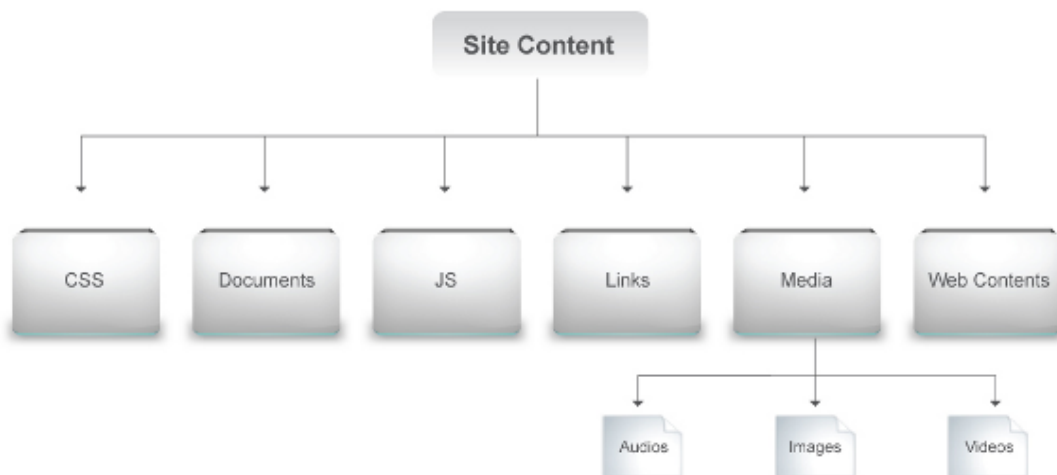 Site Content
CSS
Documents
JS
Links
Media
Web Contents
Audios
Images
Videos